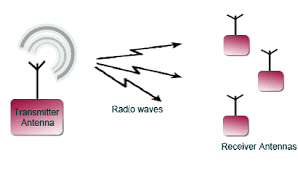 Transmitter
Antenna
Radio waves
Receiver Antennas